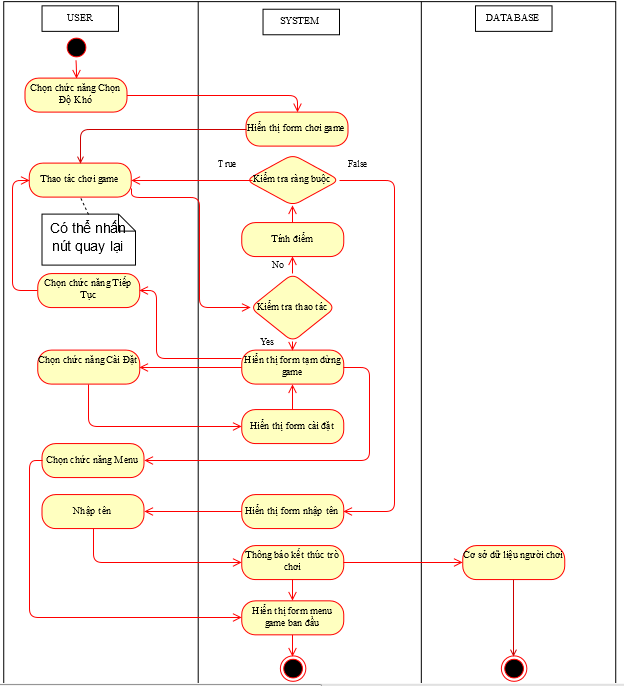 USER
SYSTEM
DATABASE
Chọn chức năng Chọn
Độ Khó
Hiển thị form chơi game
True
False
Thao tác chơi game
Kiểm tra ràng buộc
Có thể nhấn
nút quay lại
Tính điểm
No
Chọn chức năng Tiếp
Tục
Kiểm tra thao tác
Yes
Chọn chức năng Cài Đặt
Hiển thị form tạm dừng
game
Hiển thị form cài đặt
Chọn chức năng Menu
Nhập tên
Hiển thị form nhập tên
Thông báo kết thúc trò
chơi
Cơ sở dữ liệu người chơi
Hiển thị form menu
game ban đầu